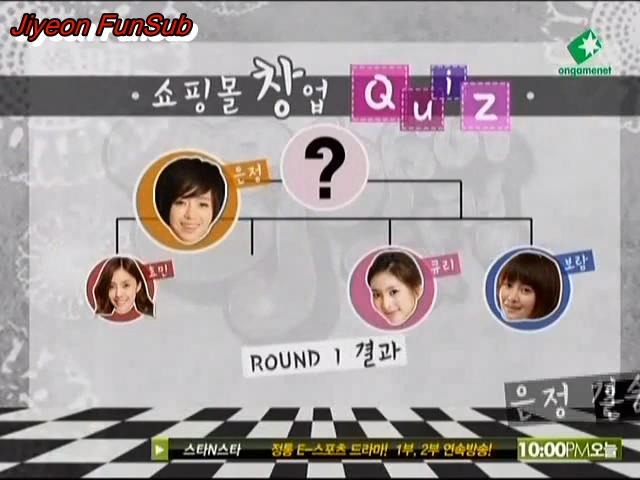 Jiyeon FunSub
ongamenet
쇼핑몰 창업 Quiz
은정
?
효민
큐리
보람
ROUND 1 결과
은정 결승
스타N스타 정통 E-스포츠 드라마! 1부, 2부 연속방송! 10:00PM오늘